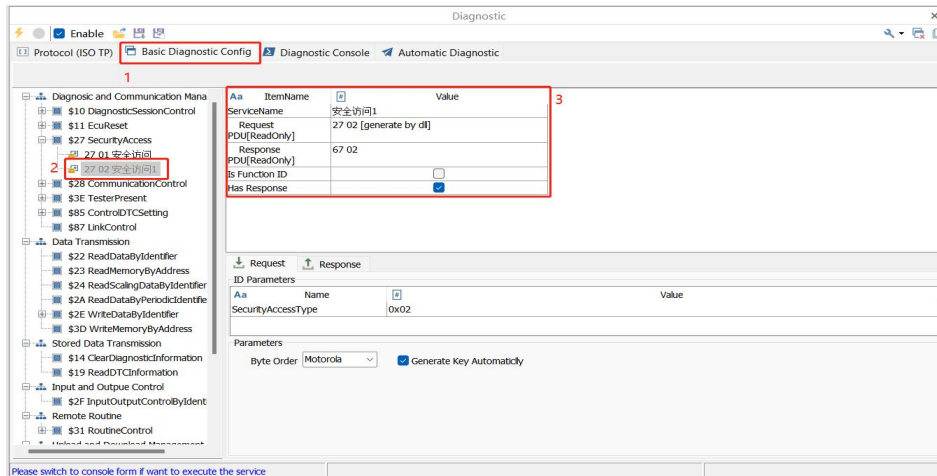 Diagnostic
Enable
Protocol (ISO TP) Basic Diagnostic Config Diagnostic Console Automatic Diagnostic
1
Diagnosic and Communication Mana
$10 DiagnosticSessionControl
$11 EcuReset
$27 SecurityAccess
27 01 安全访问
2
27 02 安全访问1
$28 CommunicationControl
$3E TesterPresent
$85 ControlDTCSetting
$87 LinkControl
Data Transmission
$22 ReadDataByIdentifier
$23 ReadMemoryByAddress
$24 ReadScalingDataByIdentifier
$2A ReadDataByPeriodicIdentifie
$2E WriteDataByIdentifier
$3D WriteMemoryByAddress
Stored Data Transmission
$14 ClearDiagnosticInformation
$19 ReadDTCInformation
Input and Outpue Control
$2F InputOutputControlByIdenti
Remote Routine
$31 RoutineControl
Upload and Download Management
Aa ItemName # Value
3
ServiceName 安全访问1
Request PDU[ReadOnly] 27 02 [generate by dll]
Response PDU[ReadOnly] 67 02
Is Function ID
Has Response
Request Response
ID Parameters
Aa Name # Value
SecurityAccessType 0x02
Parameters
Byte Order Motorola Generate Key Automaticlly
Please switch to console form if want to execute the service